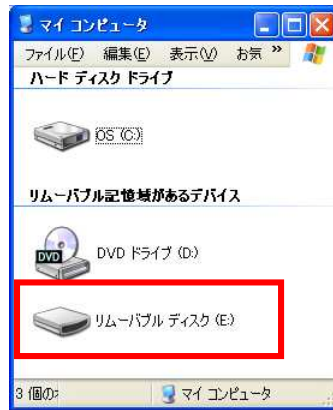 マイ コンピュータ
ファイル(F) 編集(E) 表示(V) お気 »
ハード ディスク ドライブ
OS (C:)
リムーバブル記憶域があるデバイス
DVD
DVD ドライブ (D:)
リムーバブル ディスク (E:)
3 個の
マイ コンピュータ